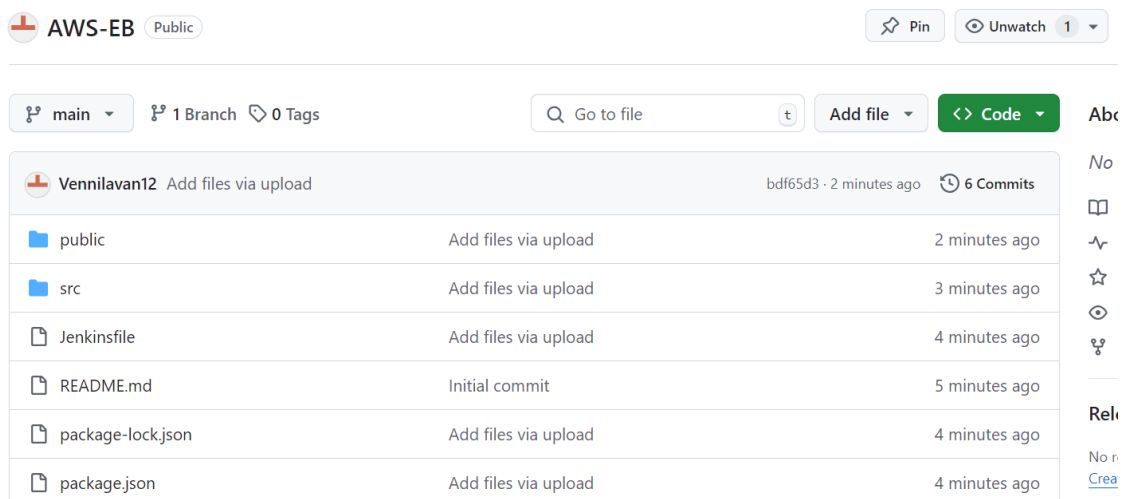 AWS-EB Public Pin Unwatch 1
main 1 Branch 0 Tags Go to file t Add file Code
Vennilavan12 Add files via upload bdf65d3 · 2 minutes ago 6 Commits
No
public Add files via upload 2 minutes ago
src Add files via upload 3 minutes ago
Jenkinsfile Add files via upload 4 minutes ago
README.md Initial commit 5 minutes ago
package-lock.json Add files via upload 4 minutes ago
package.json Add files via upload 4 minutes ago